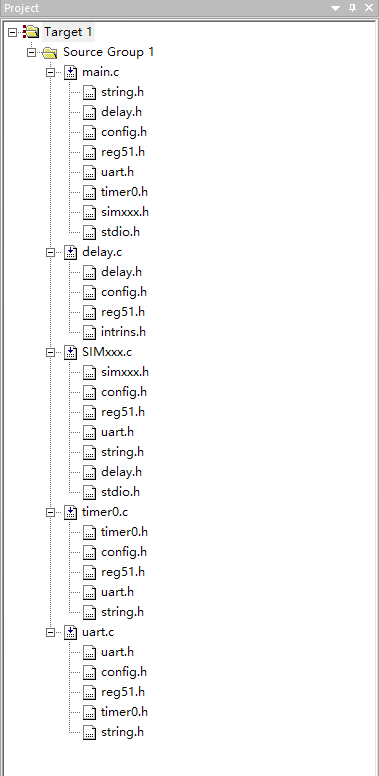 Project
Target 1
Source Group 1
main.c
string.h
delay.h
config.h
reg51.h
uart.h
timer0.h
simxxx.h
stdio.h
delay.c
delay.h
config.h
reg51.h
intrins.h
SIMxxx.c
simxxx.h
config.h
reg51.h
uart.h
string.h
delay.h
stdio.h
timer0.c
timer0.h
config.h
reg51.h
uart.h
string.h
uart.c
uart.h
config.h
reg51.h
timer0.h
string.h